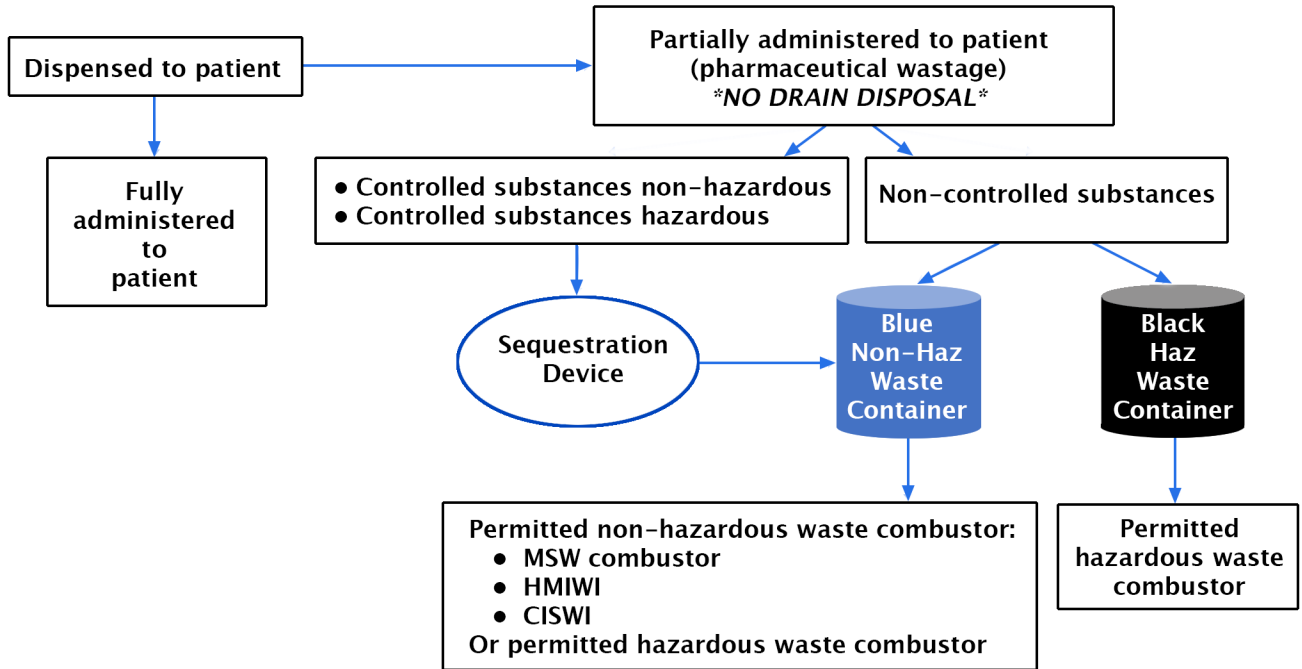 Dispensed to patient
Partially administered to patient
(pharmaceutical wastage)
*NO DRAIN DISPOSAL*
Fully
administered
to
patient
● Controlled substances non-hazardous
● Controlled substances hazardous
Non-controlled substances
Sequestration
Device
Blue
Non-Haz
Waste
Container
Black
Haz
Waste
Container
Permitted non-hazardous waste combustor:
● MSW combustor
● HMIWI
● CISWI
Or permitted hazardous waste combustor
Permitted
hazardous waste
combustor